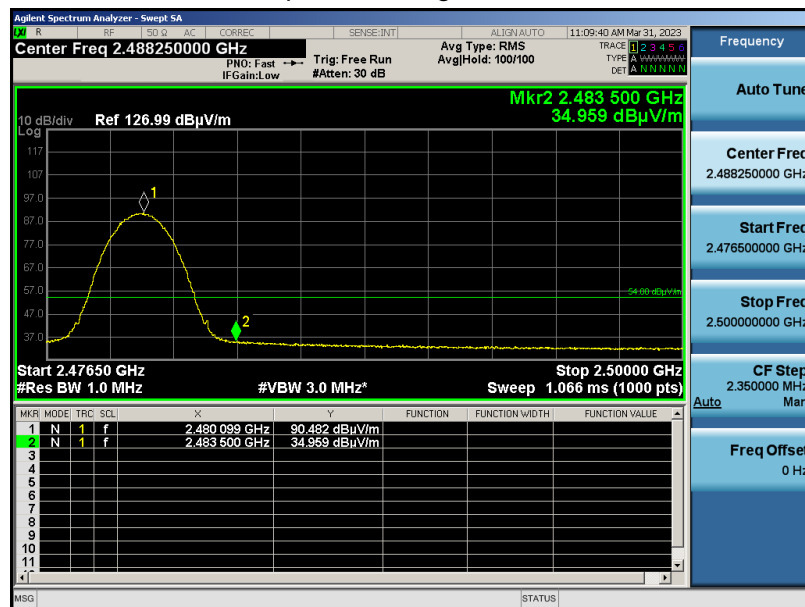 Agilent Spectrum Analyzer - Swept SA
LXI R RF 50 Ω AC CORREC SENSE:INT ALIGN AUTO 11:09:40 AM Mar 31, 2023
Center Freq 2.488250000 GHz
PNO: Fast
IFGain:Low
Trig: Free Run
#Atten: 30 dB
Avg Type: RMS
Avg|Hold: 100/100
TRACE 1 2 3 4 5 6
TYPE A WWWWW
DET A N N N N N
Mkr2 2.483 500 GHz
34.959 dBµV/m
10 dB/div Ref 126.99 dBµV/m
Log
117
107
97.0
87.0
77.0
67.0
57.0
47.0
37.0
1
2
54.00 dBµV/m
Start 2.47650 GHz Stop 2.50000 GHz
#Res BW 1.0 MHz #VBW 3.0 MHz* Sweep 1.066 ms (1000 pts)
MKR MODE TRC SCL X Y FUNCTION FUNCTION WIDTH FUNCTION VALUE
1 N 1 f 2.480 099 GHz 90.482 dBµV/m
2 N 1 f 2.483 500 GHz 34.959 dBµV/m
3
4
5
6
7
8
9
10
11
MSG STATUS
Frequency
Auto Tune
Center Freq
2.488250000 GHz
Start Freq
2.476500000 GHz
Stop Freq
2.500000000 GHz
CF Step
2.350000 MHz
Auto Man
Freq Offset
0 Hz